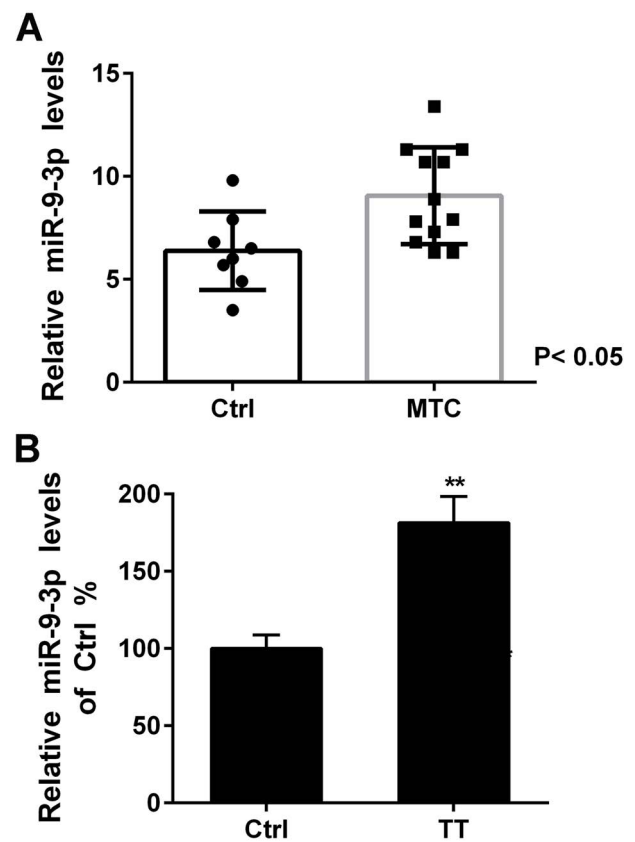 A
Relative miR-9-3p levels
15
10
5
0
Ctrl
MTC
P< 0.05
B
Relative miR-9-3p levels
of Ctrl %
200
150
100
50
0
**
*
Ctrl
TT